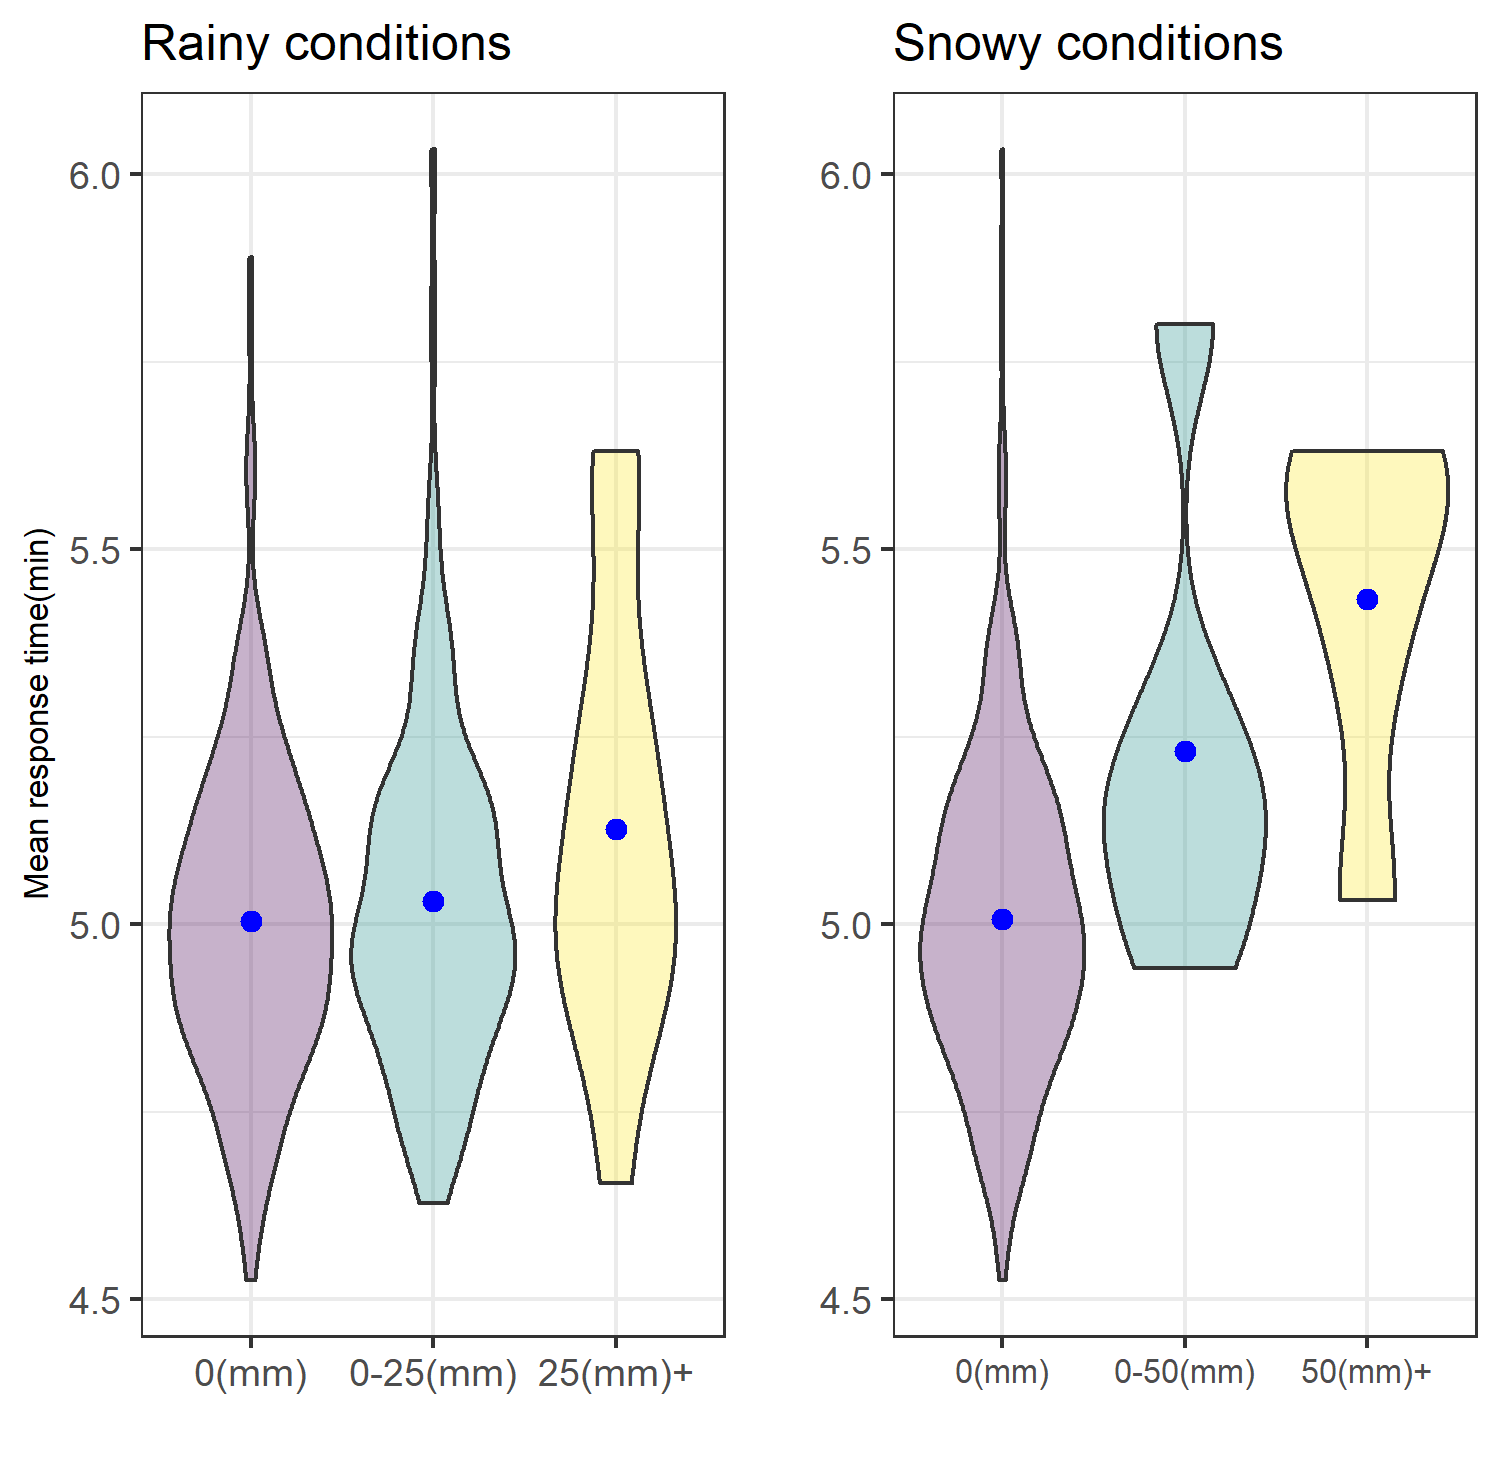 Rainy conditions
Snowy conditions
Mean response time(min)
6.0
5.5
5.0
4.5
0(mm)
0-25(mm)
25(mm)+
6.0
5.5
5.0
4.5
0(mm)
0-50(mm)
50(mm)+